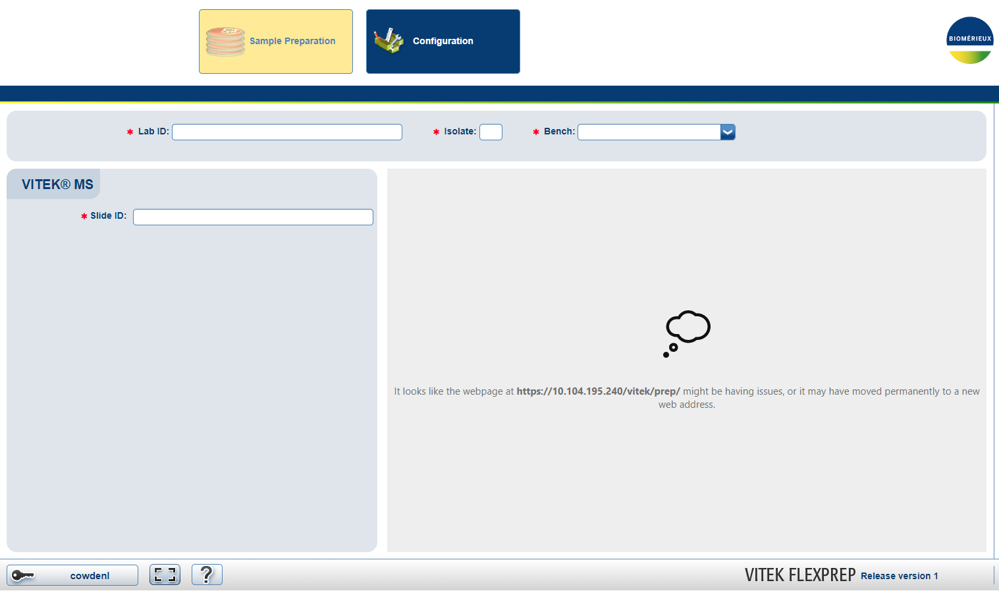 Sample Preparation
Configuration
BIOMÉRIEUX
* Lab ID:
* Isolate:
* Bench:
VITEK® MS
* Slide ID:
It looks like the webpage at https://10.104.195.240/vitek/prep/ might be having issues, or it may have moved permanently to a new
web address.
cowdenl
?
VITEK FLEXPREP Release version 1